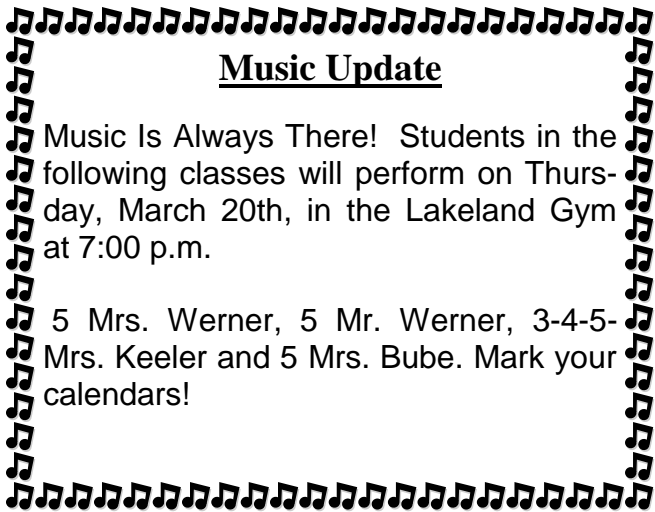 Music Update
Music Is Always There!  Students in the
following classes will perform on Thurs-
day, March 20th, in the Lakeland Gym
at 7:00 p.m.
5 Mrs. Werner, 5 Mr. Werner, 3-4-5-
Mrs. Keeler and 5 Mrs. Bube. Mark your
calendars!